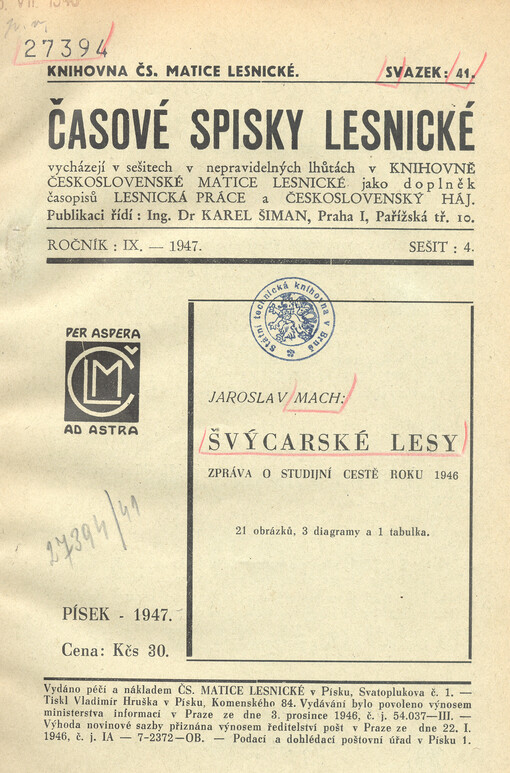 27394
KNIHOVNA ČS. MATICE LESNICKÉ. SVAZEK: 41.
ČASOVÉ SPISKY LESNICKÉ
vycházejí v sešitech v nepravidelných lhůtách v KNIHOVNĚ
ČESKOSLOVENSKÉ MATICE LESNICKÉ jako doplněk
časopisů LESNICKÁ PRÁCE a ČESKOSLOVENSKÝ HÁJ.
Publikaci řídí: Ing. Dr KAREL ŠIMAN, Praha I, Pařížská tř. 10.
ROČNÍK: IX. — 1947. SEŠIT: 4.
Státní technická knihovna v Brně
PER ASPERA
ČLM
AD ASTRA
JAROSLAV MACH:
ŠVÝCARSKÉ LESY
ZPRÁVA O STUDIJNÍ CESTĚ ROKU 1946
21 obrázků, 3 diagramy a 1 tabulka.
27394/41
PÍSEK - 1947.
Cena: Kčs 30.
Vydáno péčí a nákladem ČS. MATICE LESNICKÉ v Písku, Svatoplukova č. 1. —
Tiskl Vladimír Hruška v Písku, Komenského 84. Vydávání bylo povoleno výnosem
ministerstva informací v Praze ze dne 3. prosince 1946, č. j. 54.037—III. —
Výhoda novinové sazby přiznána výnosem ředitelství pošt v Praze ze dne 22. I.
1946, č. j. IA — 7-2372-OB. — Podací a dohlédací poštovní úřad v Písku 1.